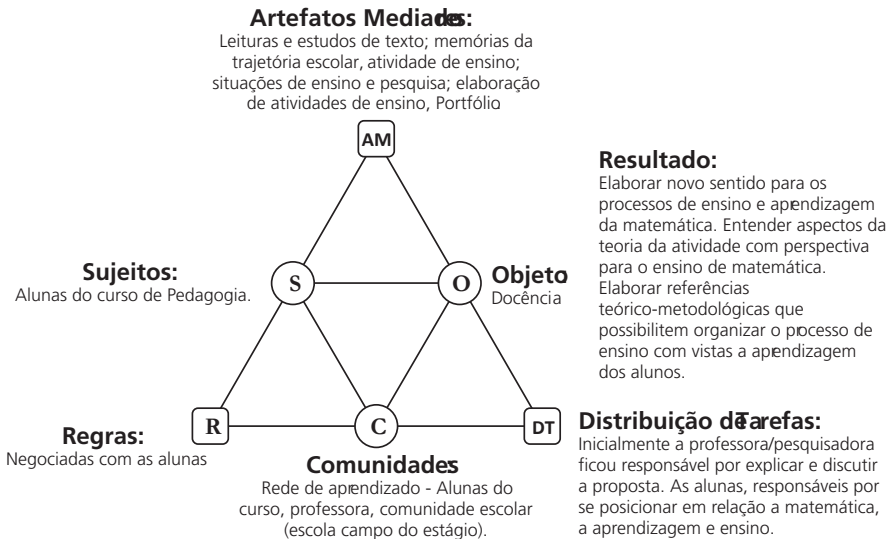 Artefatos Mediadores:
Leituras e estudos de texto; memórias da
trajetória escolar, atividade de ensino;
situações de ensino e pesquisa; elaboração
de atividades de ensino, Portfólio.
AM
Resultado:
Elaborar novo sentido para os
processos de ensino e aprendizagem
da matemática. Entender aspectos da
teoria da atividade com perspectiva
para o ensino de matemática.
Elaborar referências
teórico-metodológicas que
possibilitem organizar o processo de
ensino com vistas a aprendizagem
dos alunos.
Sujeitos:
Alunas do curso de Pedagogia.
S
O
Objeto:
Docência
Regras:
Negociadas com as alunas
R
C
DT
Comunidades:
Rede de aprendizado - Alunas do
curso, professora, comunidade escolar
(escola campo do estágio).
Distribuição de Tarefas:
Inicialmente a professora/pesquisadora
ficou responsável por explicar e discutir
a proposta. As alunas, responsáveis por
se posicionar em relação a matemática,
a aprendizagem e ensino.